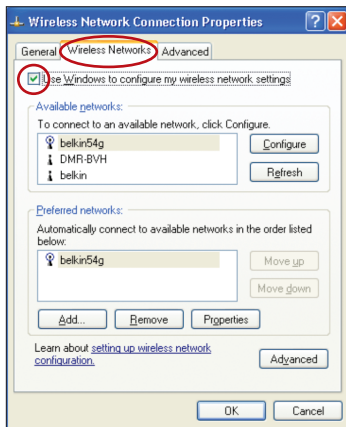 Wireless Network Connection Properties
General Wireless Networks Advanced
Use Windows to configure my wireless network settings
Available networks:
To connect to an available network, click Configure.
belkin54g
DMR-BVH
belkin
Configure
Refresh
Preferred networks:
Automatically connect to available networks in the order listed
below:
belkin54g
Move up
Move down
Add... Remove Properties
Learn about setting up wireless network
configuration.
Advanced
OK Cancel